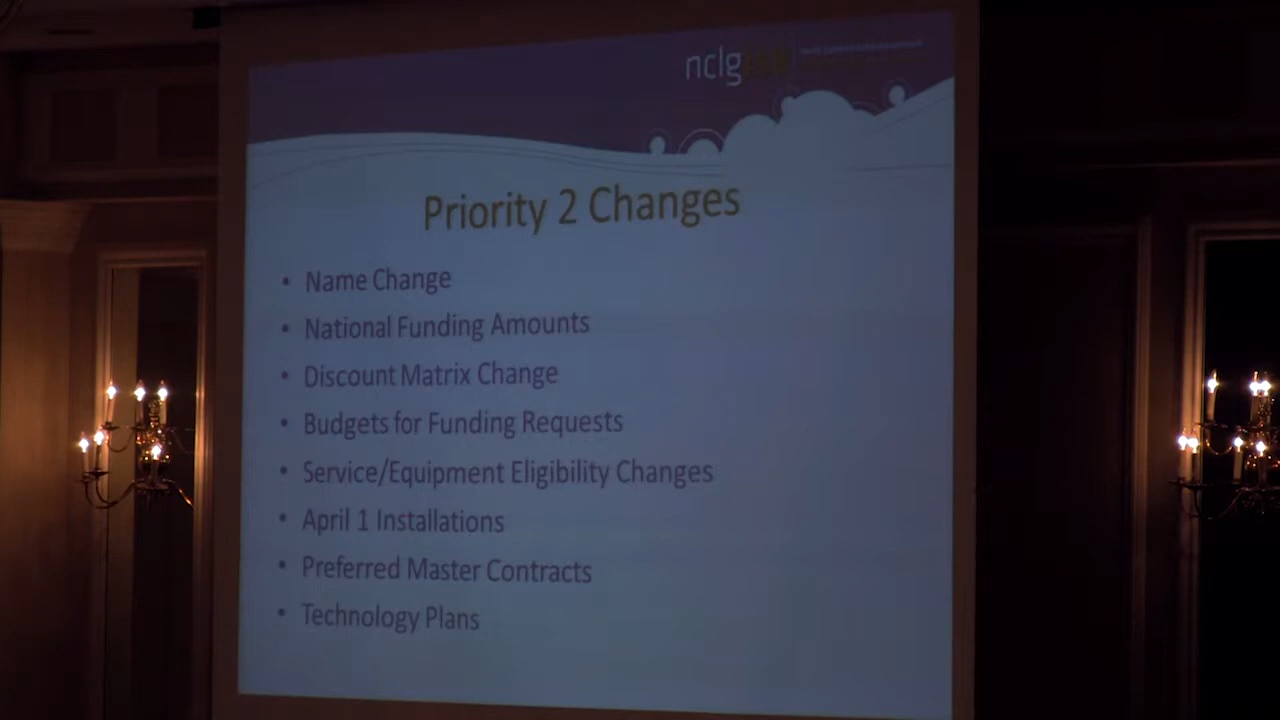 nclg
Priority 2 Changes
• Name Change
• National Funding Amounts
• Discount Matrix Change
• Budgets for Funding Requests
• Service/Equipment Eligibility Changes
• April 1 Installations
• Preferred Master Contracts
• Technology Plans